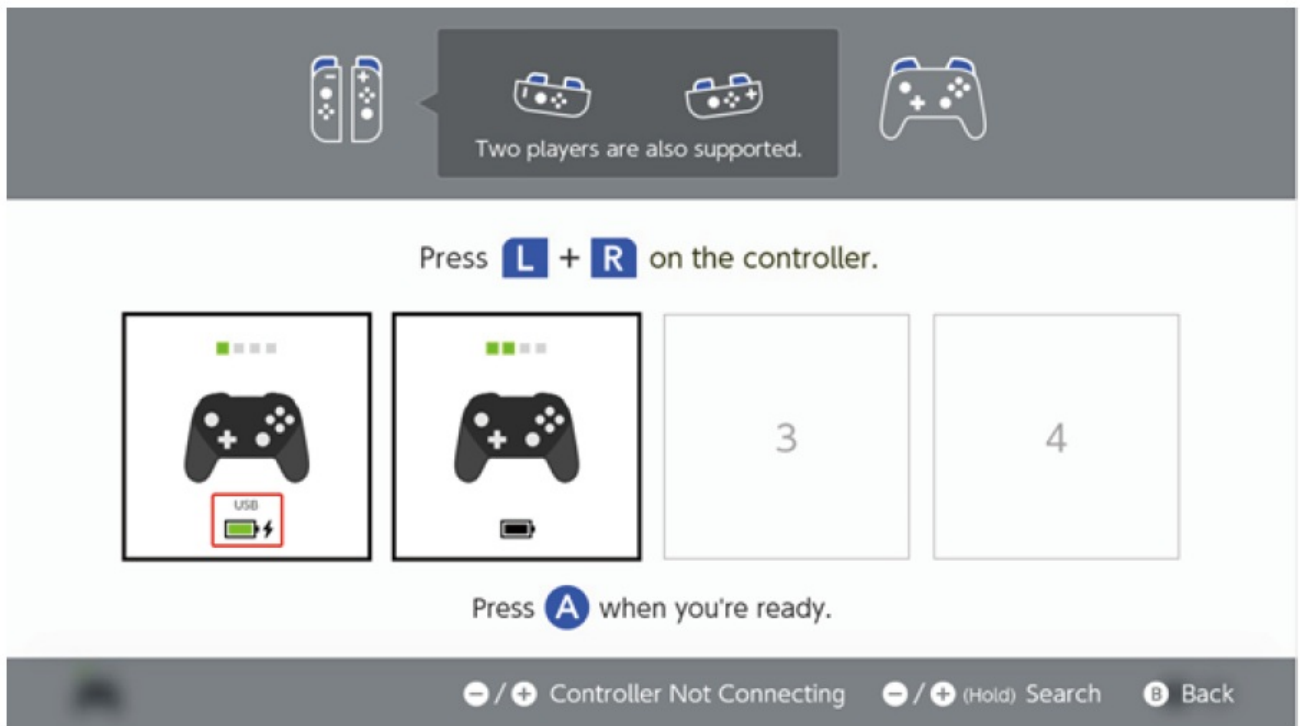 Two players are also supported.
Press L + R on the controller.
USB
3
4
Press A when you're ready.
-/+ Controller Not Connecting -/+ (Hold) Search B Back